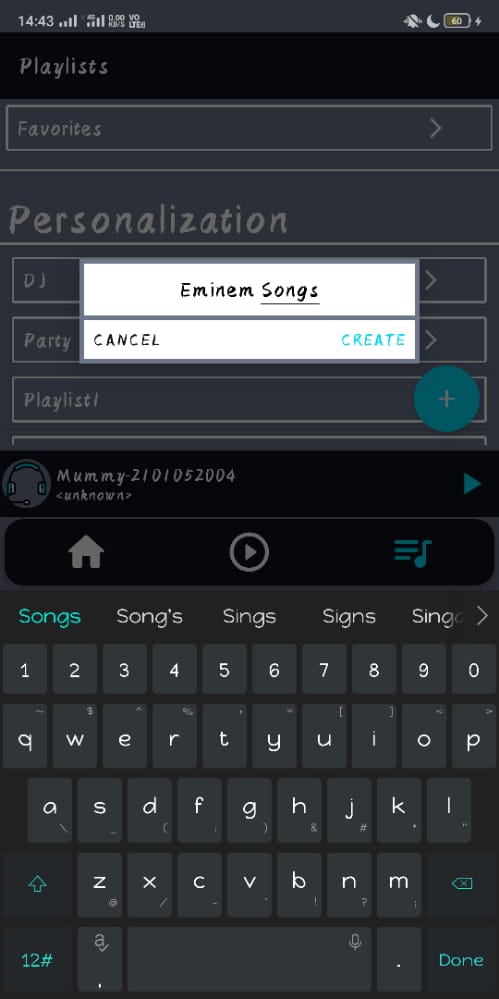 14:43 4G 0.00 KB/S VO LTE 60
Playlists
Favorites
Personalization
DJ
Eminem Songs
Party
CANCEL CREATE
Playlist1
+
Mummy-2101052004
<unknown>
Songs Song's Sings Signs
1 2 3 4 5 6 7 8 9 0
~ $ ^ % + = [ ] < >
q w e r t y u i o p
a s d f g h j k l
\ _ ( : ) & # * "
z x c v b n m
@ / - ' ! ? ;
12# a , . Done